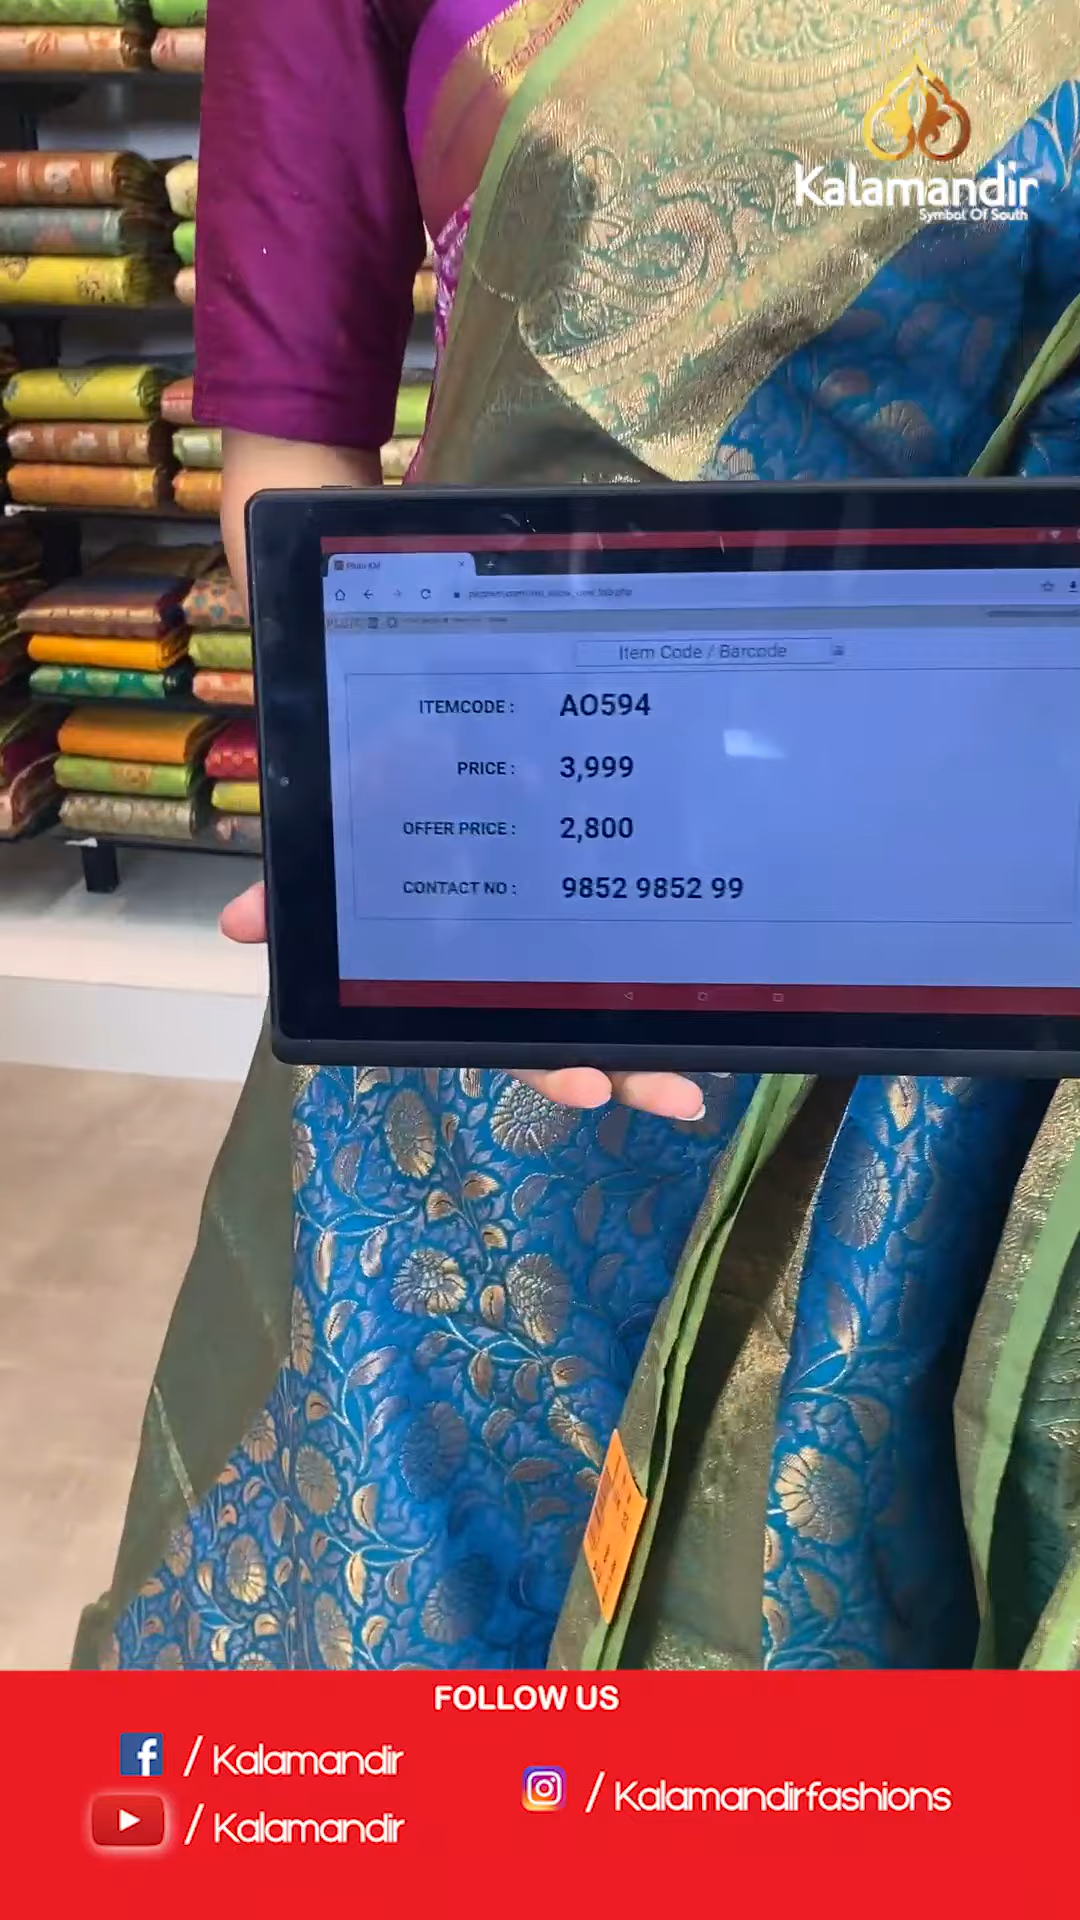 Kalamandir
Symbol Of South
Item Code / Barcode
ITEMCODE : AO594
PRICE : 3,999
OFFER PRICE : 2,800
CONTACT NO : 9852 9852 99
FOLLOW US
/ Kalamandir
/ Kalamandir
/ Kalamandirfashions